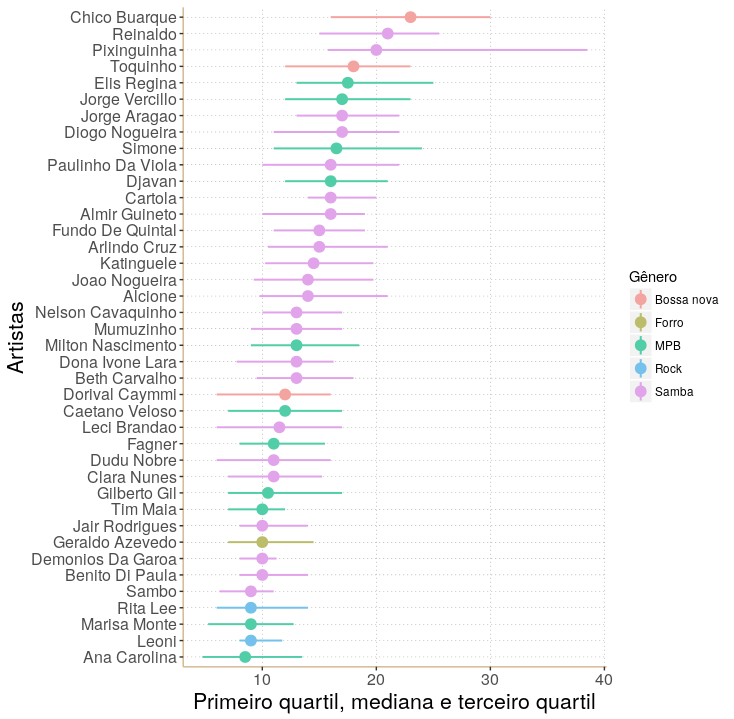 Chico Buarque
Reinaldo
Pixinguinha
Toquinho
Elis Regina
Jorge Vercillo
Jorge Aragao
Diogo Nogueira
Simone
Paulinho Da Viola
Djavan
Cartola
Almir Guineto
Fundo De Quintal
Arlindo Cruz
Katinguele
Joao Nogueira
Alcione
Nelson Cavaquinho
Mumuzinho
Milton Nascimento
Dona Ivone Lara
Beth Carvalho
Dorival Caymmi
Caetano Veloso
Leci Brandao
Fagner
Dudu Nobre
Clara Nunes
Gilberto Gil
Tim Maia
Jair Rodrigues
Geraldo Azevedo
Demonios Da Garoa
Benito Di Paula
Sambo
Rita Lee
Marisa Monte
Leoni
Ana Carolina
Artistas
10 20 30 40
Primeiro quartil, mediana e terceiro quartil
Gênero
Bossa nova
Forro
MPB
Rock
Samba